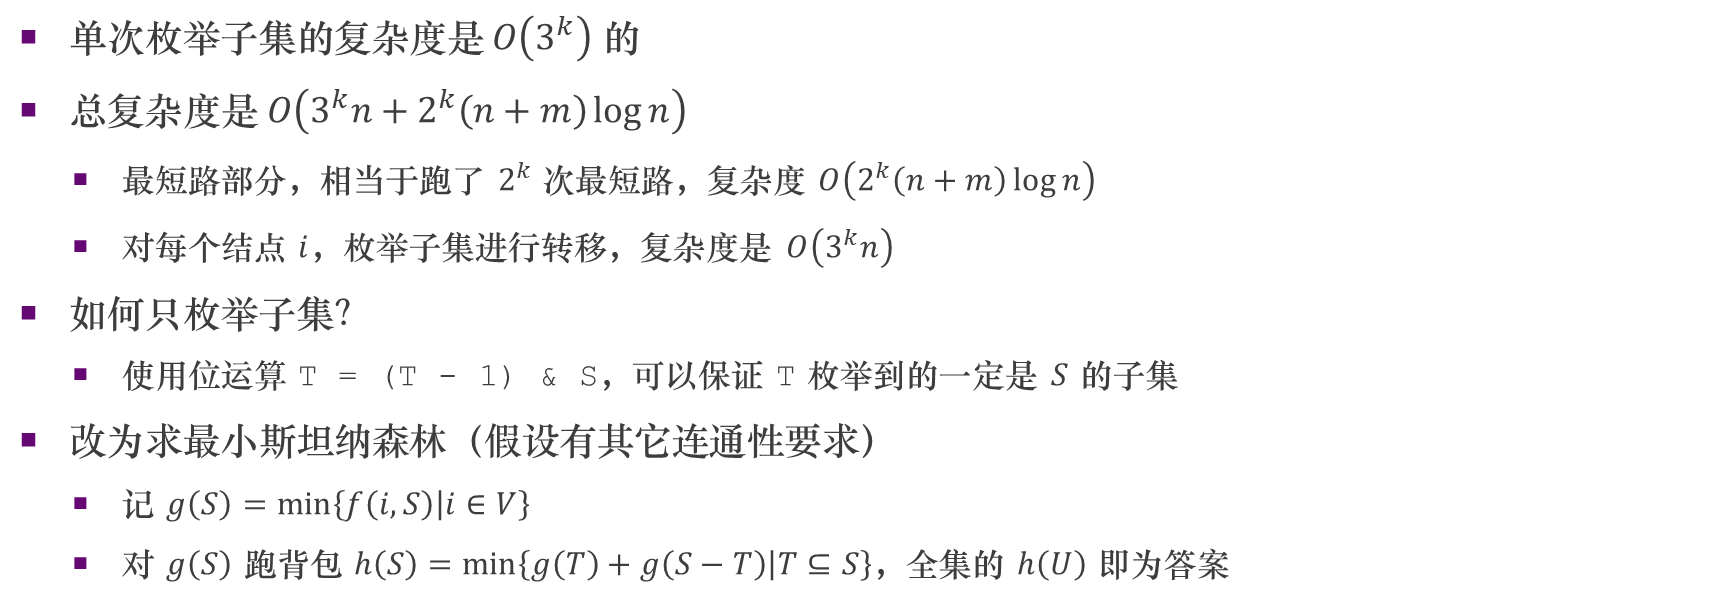 ▪ 单次枚举子集的复杂度是 $O(3^k)$ 的
▪ 总复杂度是 $O(3^k n + 2^k(n + m) \log n)$
▪ 最短路部分，相当于跑了 $2^k$ 次最短路，复杂度 $O(2^k(n + m) \log n)$
▪ 对每个结点 $i$，枚举子集进行转移，复杂度是 $O(3^k n)$
▪ 如何只枚举子集？
▪ 使用位运算 T = (T - 1) & S，可以保证 T 枚举到的一定是 $S$ 的子集
▪ 改为求最小斯坦纳森林（假设有其它连通性要求）
▪ 记 $g(S) = \min\{f(i, S)|i \in V\}$
▪ 对 $g(S)$ 跑背包 $h(S) = \min\{g(T) + g(S - T)|T \subseteq S\}$，全集的 $h(U)$ 即为答案